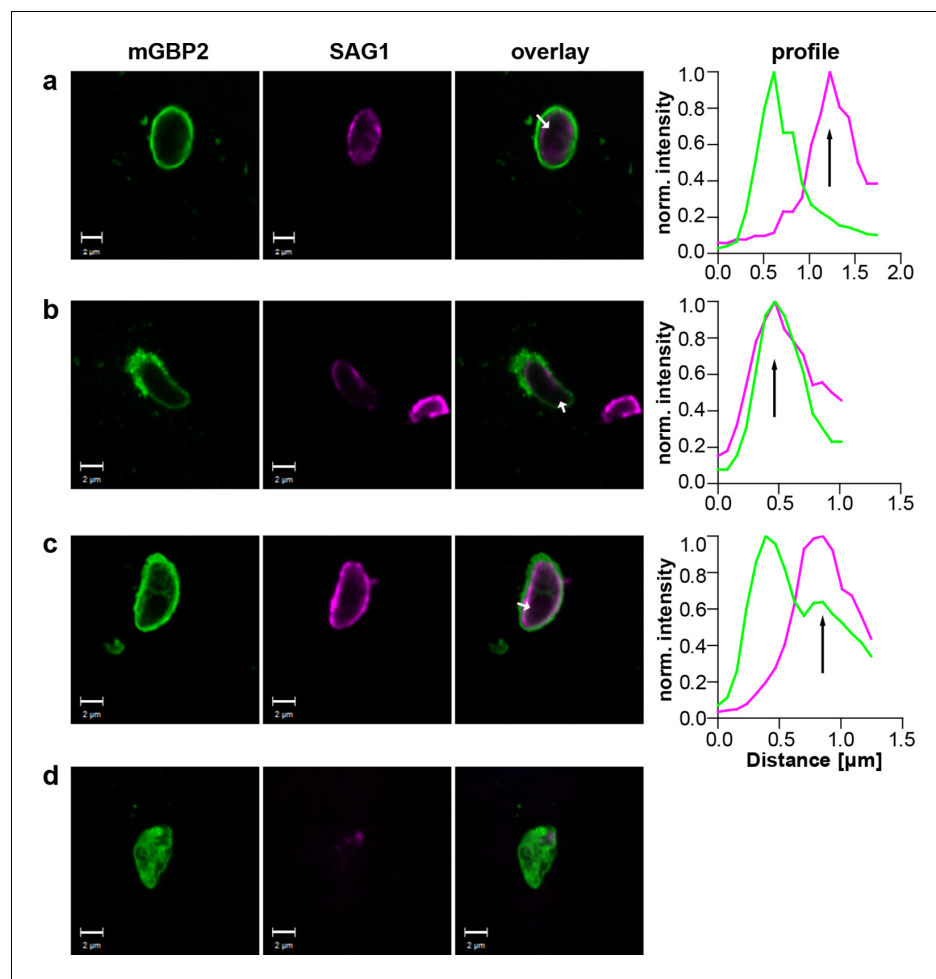 mGBP2 SAG1 overlay profile
a
2 µm 2 µm 2 µm
norm. intensity
1.0
0.8
0.6
0.4
0.2
0.0
0.0 0.5 1.0 1.5 2.0
b
2 µm 2 µm 2 µm
norm. intensity
1.0
0.8
0.6
0.4
0.2
0.0
0.0 0.5 1.0 1.5
c
2 µm 2 µm 2 µm
norm. intensity
1.0
0.8
0.6
0.4
0.2
0.0
0.0 0.5 1.0 1.5
Distance [µm]
d
2 µm 2 µm 2 µm